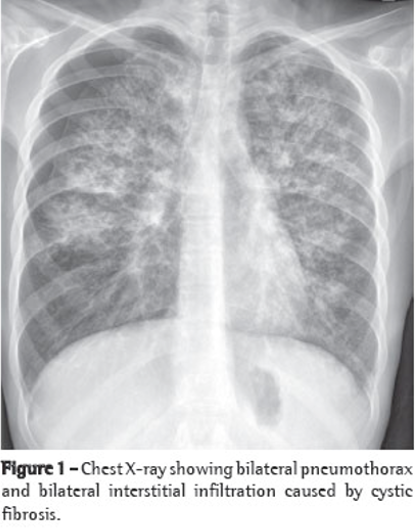 Figure 1 – Chest X-ray showing bilateral pneumothorax
and bilateral interstitial infiltration caused by cystic
fibrosis.